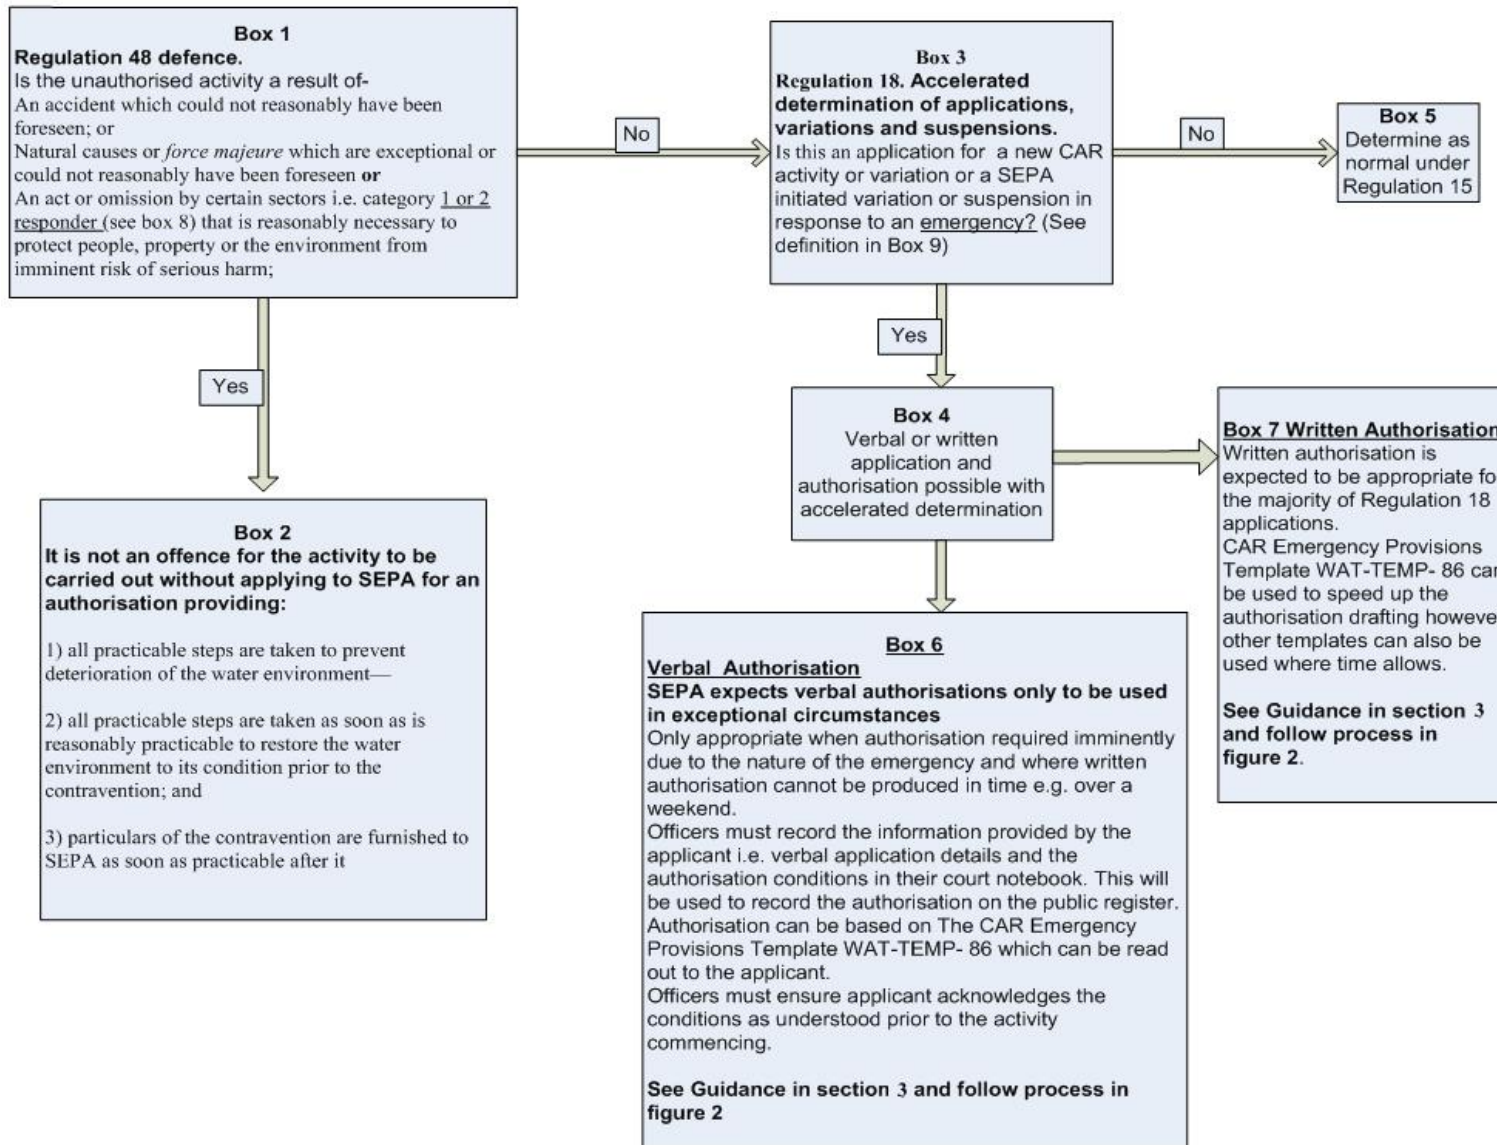 Box 1
Regulation 48 defence.
Is the unauthorised activity a result of-
An accident which could not reasonably have been
foreseen; or
Natural causes or force majeure which are exceptional or
could not reasonably have been foreseen or
An act or omission by certain sectors i.e. category 1 or 2
responder (see box 8) that is reasonably necessary to
protect people, property or the environment from
imminent risk of serious harm;
No
Box 3
Regulation 18. Accelerated
determination of applications,
variations and suspensions.
Is this an application for a new CAR
activity or variation or a SEPA
initiated variation or suspension in
response to an emergency? (See
definition in Box 9)
No
Box 5
Determine as
normal under
Regulation 15
Yes
Box 2
It is not an offence for the activity to be
carried out without applying to SEPA for an
authorisation providing:
1) all practicable steps are taken to prevent
deterioration of the water environment—
2) all practicable steps are taken as soon as is
reasonably practicable to restore the water
environment to its condition prior to the
contravention; and
3) particulars of the contravention are furnished to
SEPA as soon as practicable after it
Yes
Box 4
Verbal or written
application and
authorisation possible with
accelerated determination
Box 6
Verbal Authorisation
SEPA expects verbal authorisations only to be used
in exceptional circumstances
Only appropriate when authorisation required imminently
due to the nature of the emergency and where written
authorisation cannot be produced in time e.g. over a
weekend.
Officers must record the information provided by the
applicant i.e. verbal application details and the
authorisation conditions in their court notebook. This will
be used to record the authorisation on the public register.
Authorisation can be based on The CAR Emergency
Provisions Template WAT-TEMP- 86 which can be read
out to the applicant.
Officers must ensure applicant acknowledges the
conditions as understood prior to the activity
commencing.
See Guidance in section 3 and follow process in
figure 2
Box 7 Written Authorisation
Written authorisation is
expected to be appropriate fo
the majority of Regulation 18
applications.
CAR Emergency Provisions
Template WAT-TEMP- 86 can
be used to speed up the
authorisation drafting howeve
other templates can also be
used where time allows.
See Guidance in section 3
and follow process in
figure 2.